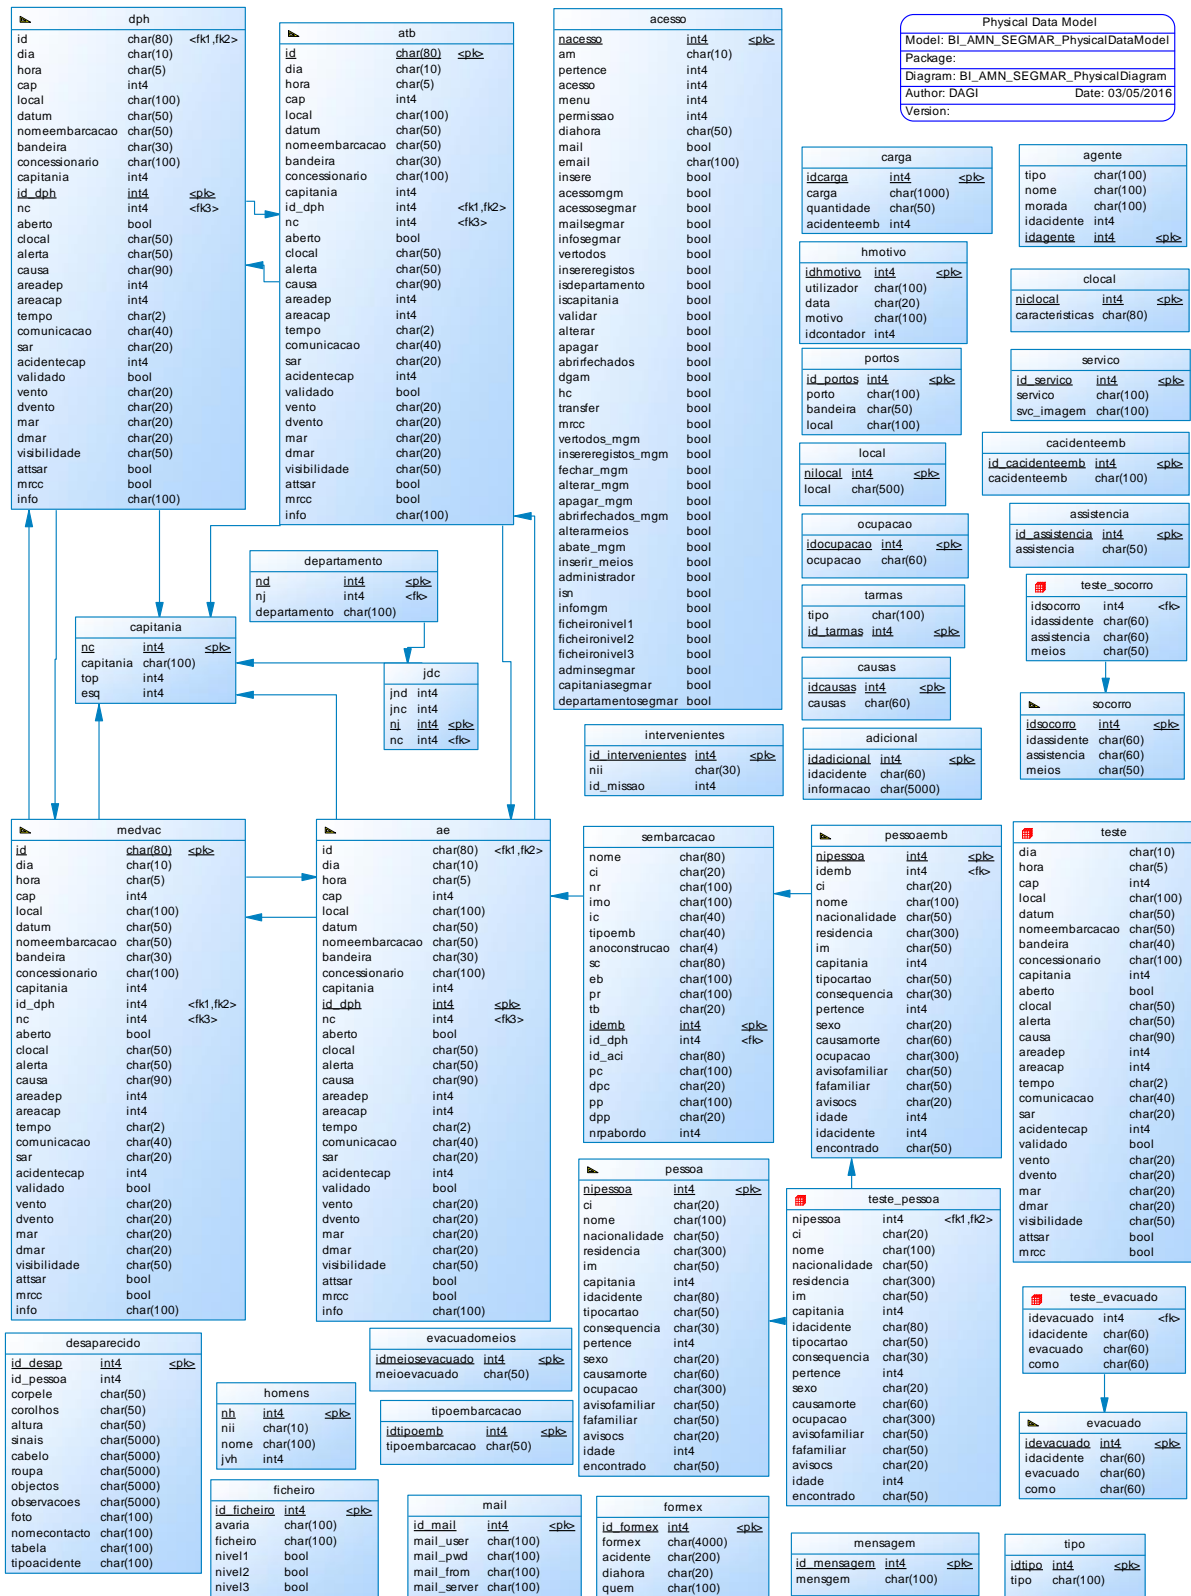 dph
id char(80) <fk1,fk2>
dia char(10)
hora char(5)
cap int4
local char(100)
datum char(50)
nomeembarcacao char(50)
bandeira char(30)
concessionario char(100)
capitania int4
id_dph int4 <pk>
nc int4 <fk3>
aberto bool
clocal char(50)
alerta char(50)
causa char(90)
areadep int4
areacap int4
tempo char(2)
comunicacao char(40)
sar char(20)
acidentecap int4
validado bool
vento char(20)
dvento char(20)
mar char(20)
dmar char(20)
visibilidade char(50)
attsar bool
mrcc bool
info char(100)
atb
id char(80) <pk>
dia char(10)
hora char(5)
cap int4
local char(100)
datum char(50)
nomeembarcacao char(50)
bandeira char(30)
concessionario char(100)
capitania int4
id_dph int4 <fk1,fk2>
nc int4 <fk3>
aberto bool
clocal char(50)
alerta char(50)
causa char(90)
areadep int4
areacap int4
tempo char(2)
comunicacao char(40)
sar char(20)
acidentecap int4
validado bool
vento char(20)
dvento char(20)
mar char(20)
dmar char(20)
visibilidade char(50)
attsar bool
mrcc bool
info char(100)
acesso
nacesso int4 <pk>
am char(10)
pertence int4
acesso int4
menu int4
permissao int4
diahora char(50)
mail bool
email char(100)
insere bool
acessomgm bool
acessosegmar bool
mailsegmar bool
infosegmar bool
vertodos bool
insereregistos bool
isdepartamento bool
iscapitania bool
validar bool
alterar bool
apagar bool
abrirfechados bool
dgam bool
hc bool
transfer bool
mrcc bool
vertodos_mgm bool
insereregistos_mgm bool
fechar_mgm bool
alterar_mgm bool
apagar_mgm bool
abrirfechados_mgm bool
alterarmeios bool
abate_mgm bool
inserir_meios bool
administrador bool
isn bool
infomgm bool
ficheironivel1 bool
ficheironivel2 bool
ficheironivel3 bool
adminsegmar bool
capitaniasegmar bool
departamentosegmar bool
Physical Data Model
Model: BI_AMN_SEGMAR_PhysicalDataModel
Package:
Diagram: BI_AMN_SEGMAR_PhysicalDiagram
Author: DAGI Date: 03/05/2016
Version:
carga
idcarga int4 <pk>
carga char(1000)
quantidade char(50)
acidenteemb int4
agente
tipo char(100)
nome char(100)
morada char(100)
idacidente int4
idagente int4 <pk>
hmotivo
idhmotivo int4 <pk>
utilizador char(100)
data char(20)
motivo char(100)
idcontador int4
clocal
niclocal int4 <pk>
caracteristicas char(80)
portos
id_portos int4 <pk>
porto char(100)
bandeira char(50)
local char(100)
servico
id_servico int4 <pk>
servico char(100)
svc_imagem char(100)
local
nilocal int4 <pk>
local char(500)
cacidenteemb
id_cacidenteemb int4 <pk>
cacidenteemb char(100)
ocupacao
idocupacao int4 <pk>
ocupacao char(60)
assistencia
id_assistencia int4 <pk>
assistencia char(50)
tarmas
tipo char(100)
id_tarmas int4 <pk>
teste_socorro
idsocorro int4 <fk>
idassidente char(60)
assistencia char(60)
meios char(50)
causas
idcausas int4 <pk>
causas char(60)
socorro
idsocorro int4 <pk>
idassidente char(60)
assistencia char(60)
meios char(50)
departamento
nd int4 <pk>
nj int4 <fk>
departamento char(100)
capitania
nc int4 <pk>
capitania char(100)
top int4
esq int4
jdc
jnd int4
jnc int4
nj int4 <pk>
nc int4 <fk>
intervenientes
id_intervenientes int4 <pk>
nii char(30)
id_missao int4
adicional
idadicional int4 <pk>
idacidente char(60)
informacao char(5000)
medvac
id char(80) <pk>
dia char(10)
hora char(5)
cap int4
local char(100)
datum char(50)
nomeembarcacao char(50)
bandeira char(30)
concessionario char(100)
capitania int4
id_dph int4 <fk1,fk2>
nc int4 <fk3>
aberto bool
clocal char(50)
alerta char(50)
causa char(90)
areadep int4
areacap int4
tempo char(2)
comunicacao char(40)
sar char(20)
acidentecap int4
validado bool
vento char(20)
dvento char(20)
mar char(20)
dmar char(20)
visibilidade char(50)
attsar bool
mrcc bool
info char(100)
ae
id char(80) <fk1,fk2>
dia char(10)
hora char(5)
cap int4
local char(100)
datum char(50)
nomeembarcacao char(50)
bandeira char(30)
concessionario char(100)
capitania int4
id_dph int4 <pk>
nc int4 <fk3>
aberto bool
clocal char(50)
alerta char(50)
causa char(90)
areadep int4
areacap int4
tempo char(2)
comunicacao char(40)
sar char(20)
acidentecap int4
validado bool
vento char(20)
dvento char(20)
mar char(20)
dmar char(20)
visibilidade char(50)
attsar bool
mrcc bool
info char(100)
sembarcacao
nome char(80)
ci char(20)
nr char(100)
imo char(100)
ic char(40)
tipoemb char(40)
anoconstrucao char(4)
sc char(80)
eb char(100)
pr char(100)
tb char(20)
idemb int4 <pk>
id_dph int4 <fk>
id_aci char(80)
pc char(100)
dpc char(20)
pp char(100)
dpp char(20)
nrpabordo int4
pessoaemb
nipessoa int4 <pk>
idemb int4 <fk>
ci char(20)
nome char(100)
nacionalidade char(50)
residencia char(300)
im char(50)
capitania int4
tipocartao char(50)
consequencia char(30)
pertence int4
sexo char(20)
causamorte char(60)
ocupacao char(300)
avisofamiliar char(50)
fafamiliar char(50)
avisocs char(20)
idade int4
idacidente int4
encontrado char(50)
teste
dia char(10)
hora char(5)
cap int4
local char(100)
datum char(50)
nomeembarcacao char(50)
bandeira char(40)
concessionario char(100)
capitania int4
aberto bool
clocal char(50)
alerta char(50)
causa char(90)
areadep int4
areacap int4
tempo char(2)
comunicacao char(40)
sar char(20)
acidentecap int4
validado bool
vento char(20)
dvento char(20)
mar char(20)
dmar char(20)
visibilidade char(50)
attsar bool
mrcc bool
pessoa
nipessoa int4 <pk>
ci char(20)
nome char(100)
nacionalidade char(50)
residencia char(300)
im char(50)
capitania int4
idacidente char(80)
tipocartao char(50)
consequencia char(30)
pertence int4
sexo char(20)
causamorte char(60)
ocupacao char(300)
avisofamiliar char(50)
fafamiliar char(50)
avisocs char(20)
idade int4
encontrado char(50)
teste_pessoa
nipessoa int4 <fk1,fk2>
ci char(20)
nome char(100)
nacionalidade char(50)
residencia char(300)
im char(50)
capitania int4
idacidente char(80)
tipocartao char(50)
consequencia char(30)
pertence int4
sexo char(20)
causamorte char(60)
ocupacao char(300)
avisofamiliar char(50)
fafamiliar char(50)
avisocs char(20)
idade int4
encontrado char(50)
teste_evacuado
idevacuado int4 <fk>
idacidente char(60)
evacuado char(60)
como char(60)
evacuado
idevacuado int4 <pk>
idacidente char(60)
evacuado char(60)
como char(60)
desaparecido
id_desap int4 <pk>
id_pessoa int4
corpele char(50)
corolhos char(50)
altura char(50)
sinais char(5000)
cabelo char(5000)
roupa char(5000)
objectos char(5000)
observacoes char(5000)
foto char(100)
nomecontacto char(100)
tabela char(100)
tipoacidente char(100)
homens
nh int4 <pk>
nii char(10)
nome char(100)
jvh int4
evacuadomeios
idmeiosevacuado int4 <pk>
meioevacuado char(50)
tipoembarcacao
idtipoemb int4 <pk>
tipoembarcacao char(50)
ficheiro
id_ficheiro int4 <pk>
avaria char(100)
ficheiro char(100)
nivel1 bool
nivel2 bool
nivel3 bool
mail
id_mail int4 <pk>
mail_user char(100)
mail_pwd char(100)
mail_from char(100)
mail_server char(100)
formex
id_formex int4 <pk>
formex char(4000)
acidente char(200)
diahora char(20)
quem char(100)
mensagem
id_mensagem int4 <pk>
mensgem char(100)
tipo
idtipo int4 <pk>
tipo char(100)